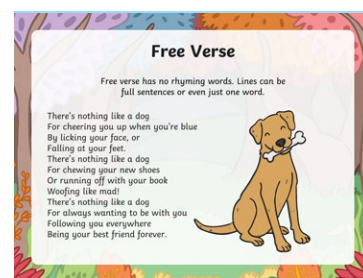 Free Verse
Free verse has no rhyming words. Lines can be
full sentences or even just one word.
There's nothing like a dog
For cheering you up when you're blue
By licking your face, or
Falling at your feet.
There's nothing like a dog
For chewing your new shoes
Or running off with your book
Woofing like mad!
There's nothing like a dog
For always wanting to be with you
Following you everywhere
Being your best friend forever.